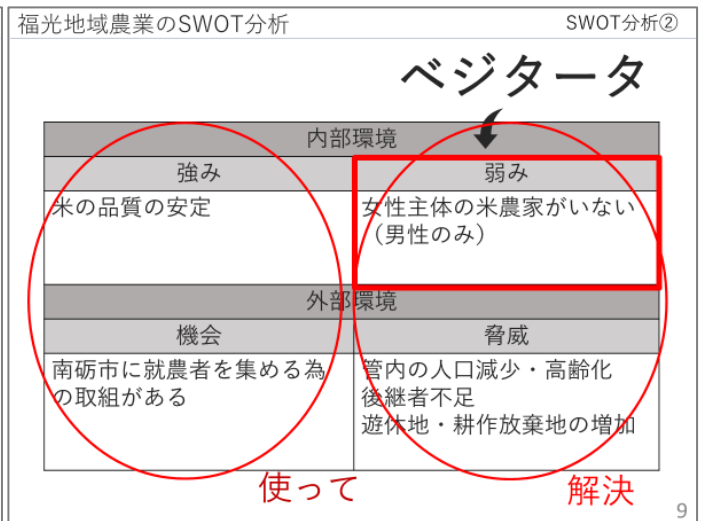 福光地域農業のSWOT分析
SWOT分析②
ベジタータ
内部環境
強み
弱み
米の品質の安定
女性主体の米農家がいない
（男性のみ）
外部環境
機会
脅威
南砺市に就農者を集める為
の取組がある
管内の人口減少・高齢化
後継者不足
遊休地・耕作放棄地の増加
使って
解決
9